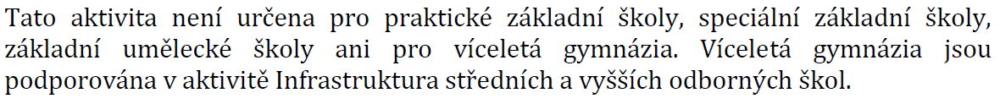 Tato aktivita není určena pro praktické základní školy, speciální základní školy,
základní umělecké školy ani pro víceletá gymnázia. Víceletá gymnázia jsou
podporována v aktivitě Infrastruktura středních a vyšších odborných škol.